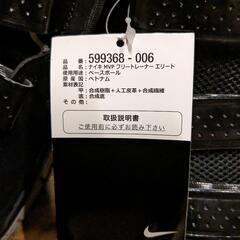 599368 - 006
品名：ナイキ MVP フリートレーナー エリート
使用用途：ベースボール
原産国：ベトナム
素材表記：
甲：合成樹脂+人工皮革+合成繊維
底：合成底
その他：
取扱説明書
ご使用前に必ずお読み下さい